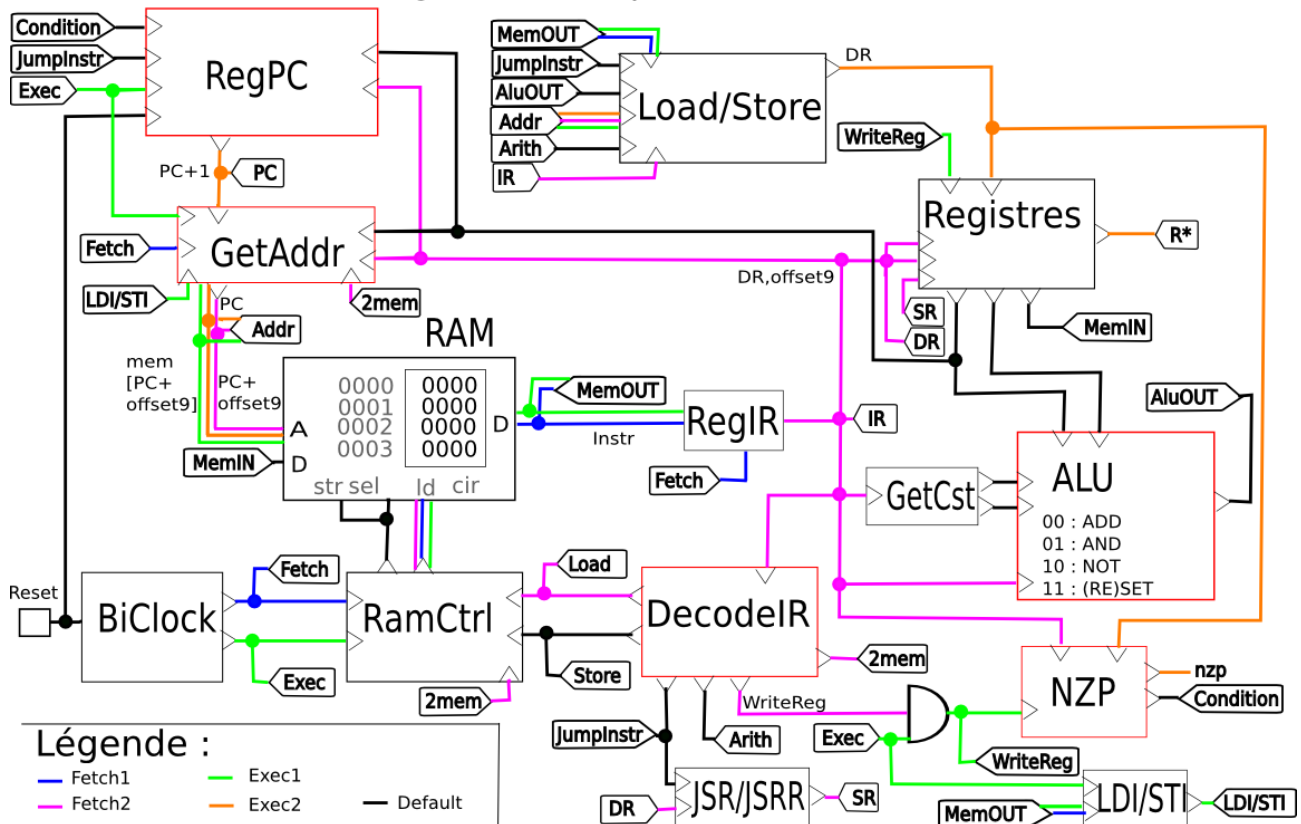 Condition
JumpInstr
Exec
RegPC
PC+1
PC
MemOUT
JumpInstr
AluOUT
Addr
Arith
IR
Load/Store
DR
WriteReg
Registres
R*
Fetch
GetAddr
LDI/STI
PC
2mem
Addr
DR,offset9
SR
DR
MemIN
mem
[PC+
offset9]
PC+
offset9
RAM
0000 0000
0001 0000
0002 0000
0003 0000
A
D
D
str sel ld cir
MemIN
MemOUT
Instr
RegIR
IR
Fetch
AluOUT
GetCst
ALU
00 : ADD
01 : AND
10 : NOT
11 : (RE)SET
Reset
BiClock
Fetch
Exec
RamCtrl
2mem
Load
Store
DecodeIR
2mem
WriteReg
JumpInstr
Arith
Exec
WriteReg
NZP
nzp
Condition
DR
JSR/JSRR
SR
MemOUT
LDI/STI
LDI/STI
Légende :
Fetch1
Exec1
Fetch2
Exec2
Default